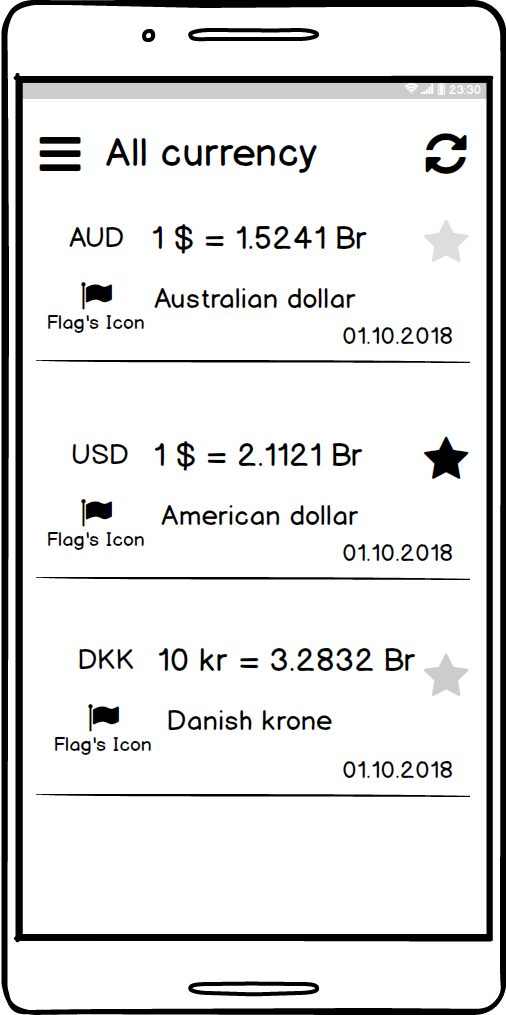 23:30
All currency
AUD 1 $ = 1.5241 Br
Flag's Icon Australian dollar
01.10.2018
USD 1 $ = 2.1121 Br
Flag's Icon American dollar
01.10.2018
DKK 10 kr = 3.2832 Br
Flag's Icon Danish krone
01.10.2018